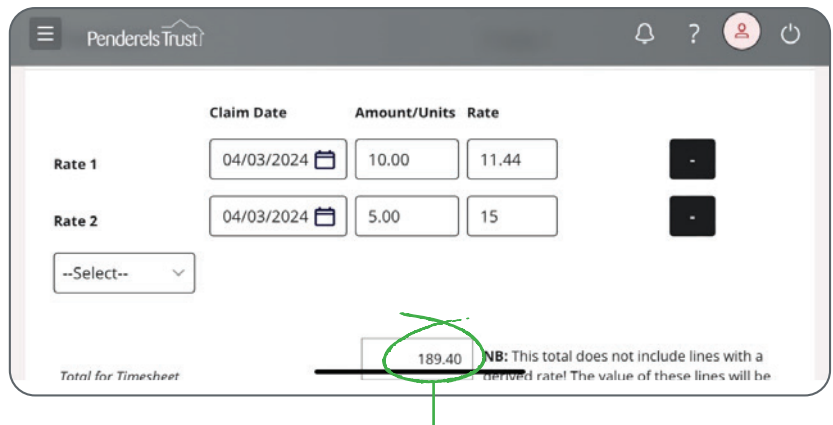 Penderels Trust
?
Claim Date Amount/Units Rate
Rate 1 04/03/2024 10.00 11.44 -
Rate 2 04/03/2024 5.00 15 -
--Select--
189.40 NB: This total does not include lines with a
Total for Timesheet derived rate! The value of these lines will be